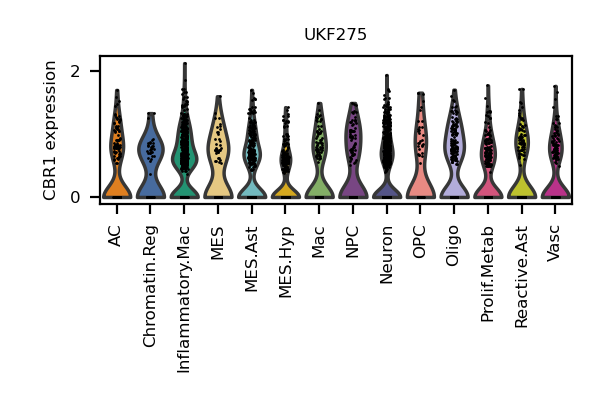 UKF275
CBR1 expression
2
0
AC
Chromatin.Reg
Inflammatory.Mac
MES
MES.Ast
MES.Hyp
Mac
NPC
Neuron
OPC
Oligo
Prolif.Metab
Reactive.Ast
Vasc